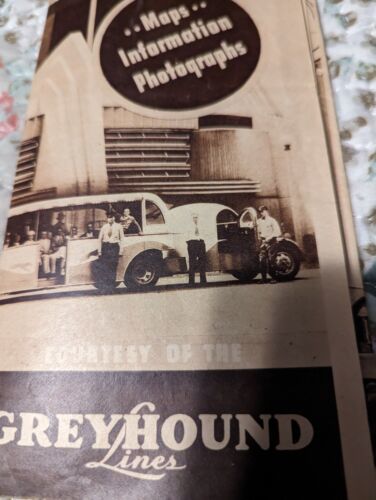 ..Maps..
Information
Photographs
COURTESY OF THE
GREYHOUND
Lines